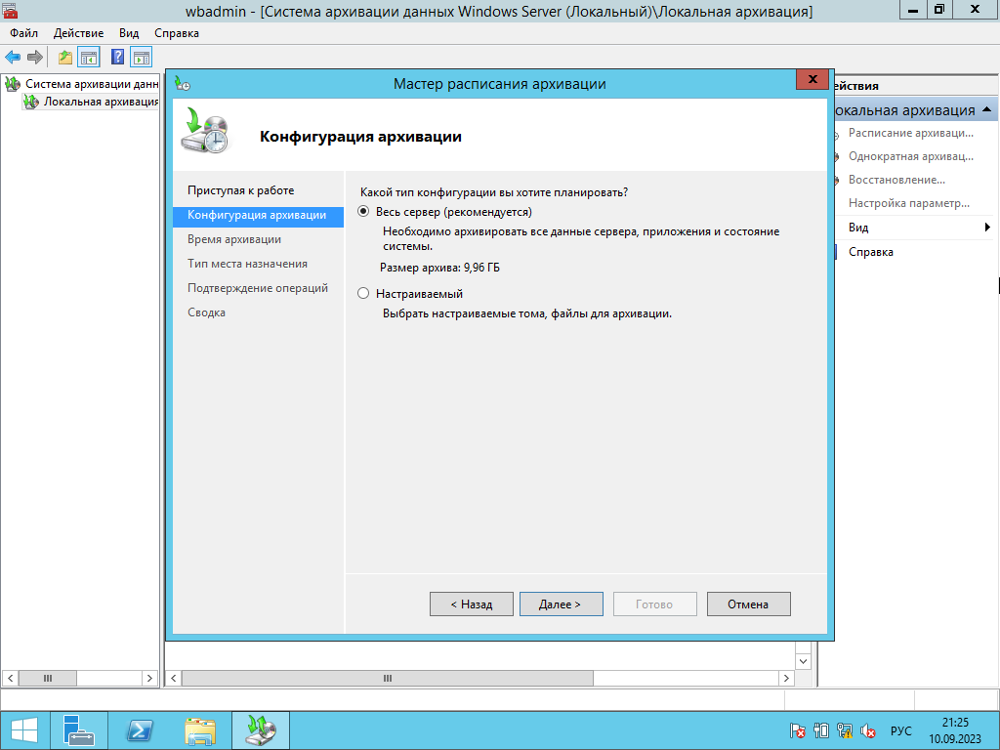 wbadmin - [Система архивации данных Windows Server (Локальный)\Локальная архивация]
Файл Действие Вид Справка
Система архивации данн
Локальная архивация
Мастер расписания архивации
Конфигурация архивации
Приступая к работе
Конфигурация архивации
Время архивации
Тип места назначения
Подтверждение операций
Сводка
Какой тип конфигурации вы хотите планировать?
Весь сервер (рекомендуется)
Необходимо архивировать все данные сервера, приложения и состояние
системы.
Размер архива: 9,96 ГБ
Настраиваемый
Выбрать настраиваемые тома, файлы для архивации.
< Назад Далее > Готово Отмена
ействия
окальная архивация
Расписание архиваци...
Однократная архивац...
Восстановление...
Настройка параметр...
Вид
Справка
РУС
21:25
10.09.2023